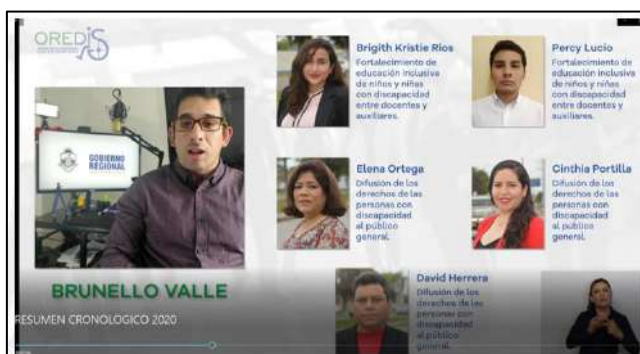 OREDIS
GOBIERNO
REGIONAL
BRUNELLO VALLE
RESUMEN CRONOLOGICO 2020
Brigith Kristie Rios
Fortalecimiento de
educación inclusiva
de niños y niñas
con discapacidad
entre docentes y
auxiliares.
Percy Lucio
Fortalecimiento de
educación inclusiva
de niños y niñas
con discapacidad
entre docentes y
auxiliares.
Elena Ortega
Difusión de los
derechos de las
personas con
discapacidad
al público
general.
Cinthia Portilla
Difusión de los
derechos de las
personas con
discapacidad
al público
general.
David Herrera
Difusión de los
derechos de las
personas con
discapacidad
al público
general.